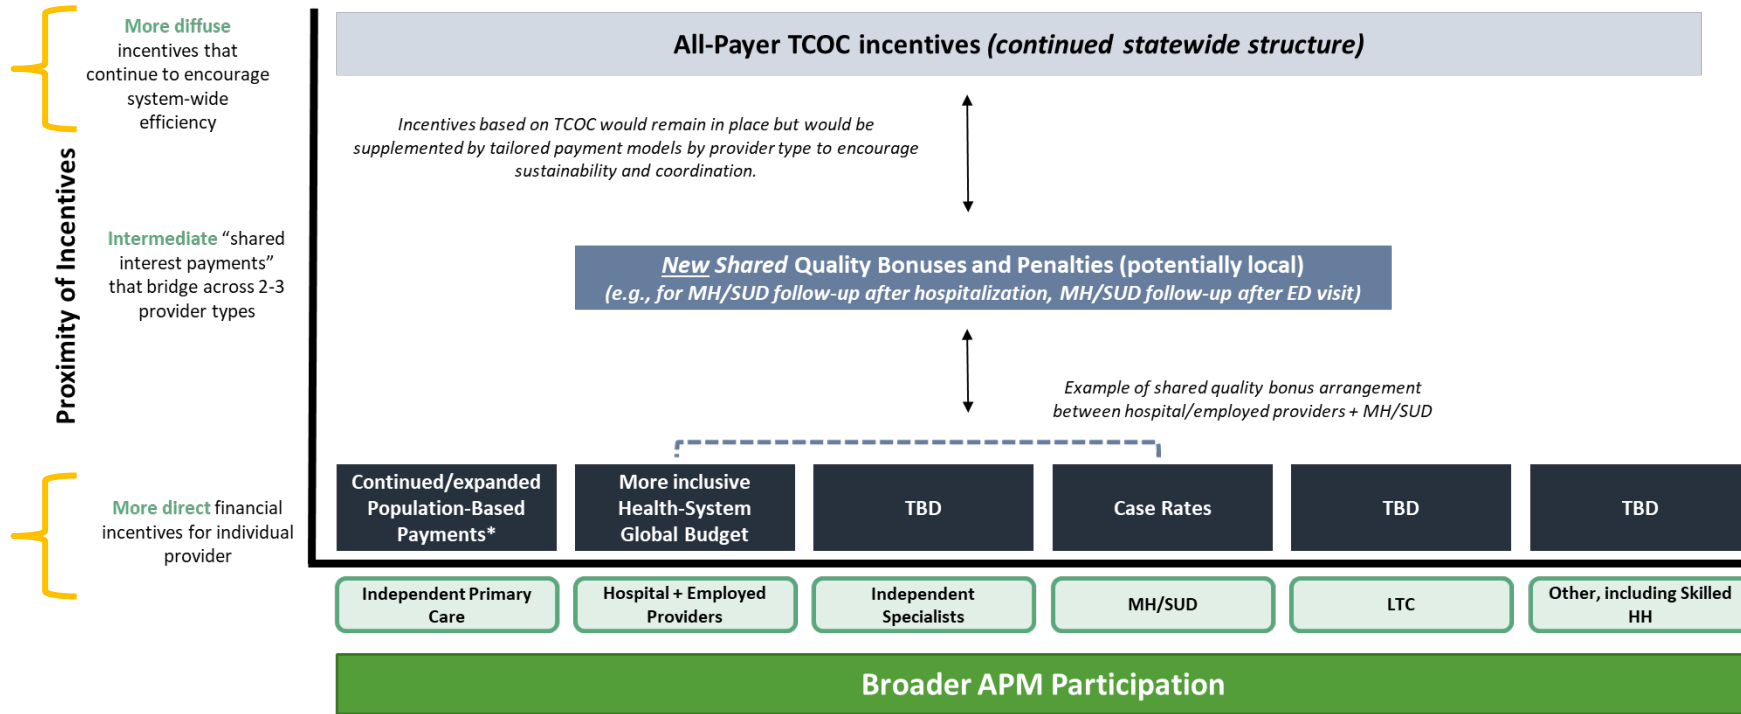 More diffuse
incentives that
continue to encourage
system-wide
efficiency
Proximity of Incentives
Intermediate “shared
interest payments”
that bridge across 2-3
provider types
More direct financial
incentives for individual
provider
All-Payer TCOC incentives (continued statewide structure)
Incentives based on TCOC would remain in place but would be
supplemented by tailored payment models by provider type to encourage
sustainability and coordination.
New Shared Quality Bonuses and Penalties (potentially local)
(e.g., for MH/SUD follow-up after hospitalization, MH/SUD follow-up after ED visit)
Example of shared quality bonus arrangement
between hospital/employed providers + MH/SUD
Continued/expanded
Population-Based
Payments*
More inclusive
Health-System
Global Budget
TBD
Case Rates
TBD
TBD
Independent Primary
Care
Hospital + Employed
Providers
Independent
Specialists
MH/SUD
LTC
Other, including Skilled
HH
Broader APM Participation